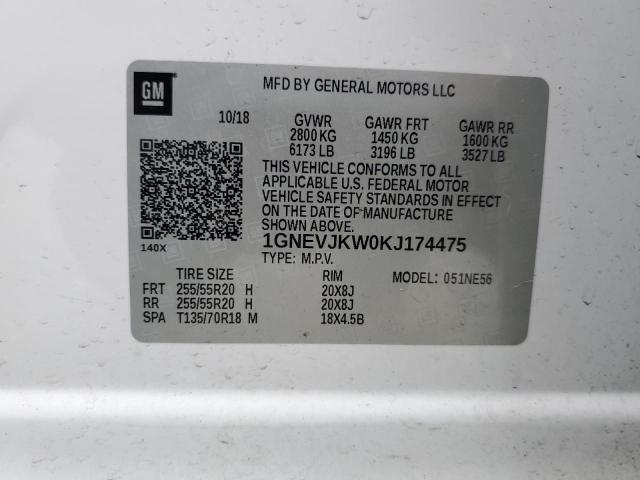 GM
MFD BY GENERAL MOTORS LLC
10/18 GVWR GAWR FRT GAWR RR
2800 KG 1450 KG 1600 KG
6173 LB 3196 LB 3527 LB
THIS VEHICLE CONFORMS TO ALL
APPLICABLE U.S. FEDERAL MOTOR
VEHICLE SAFETY STANDARDS IN EFFECT
ON THE DATE OF MANUFACTURE
SHOWN ABOVE.
1GNEVJKW0KJ174475
140X
TYPE: M.P.V.
TIRE SIZE RIM MODEL: 051NE56
FRT 255/55R20 H 20X8J
RR 255/55R20 H 20X8J
SPA T135/70R18 M 18X4.5B